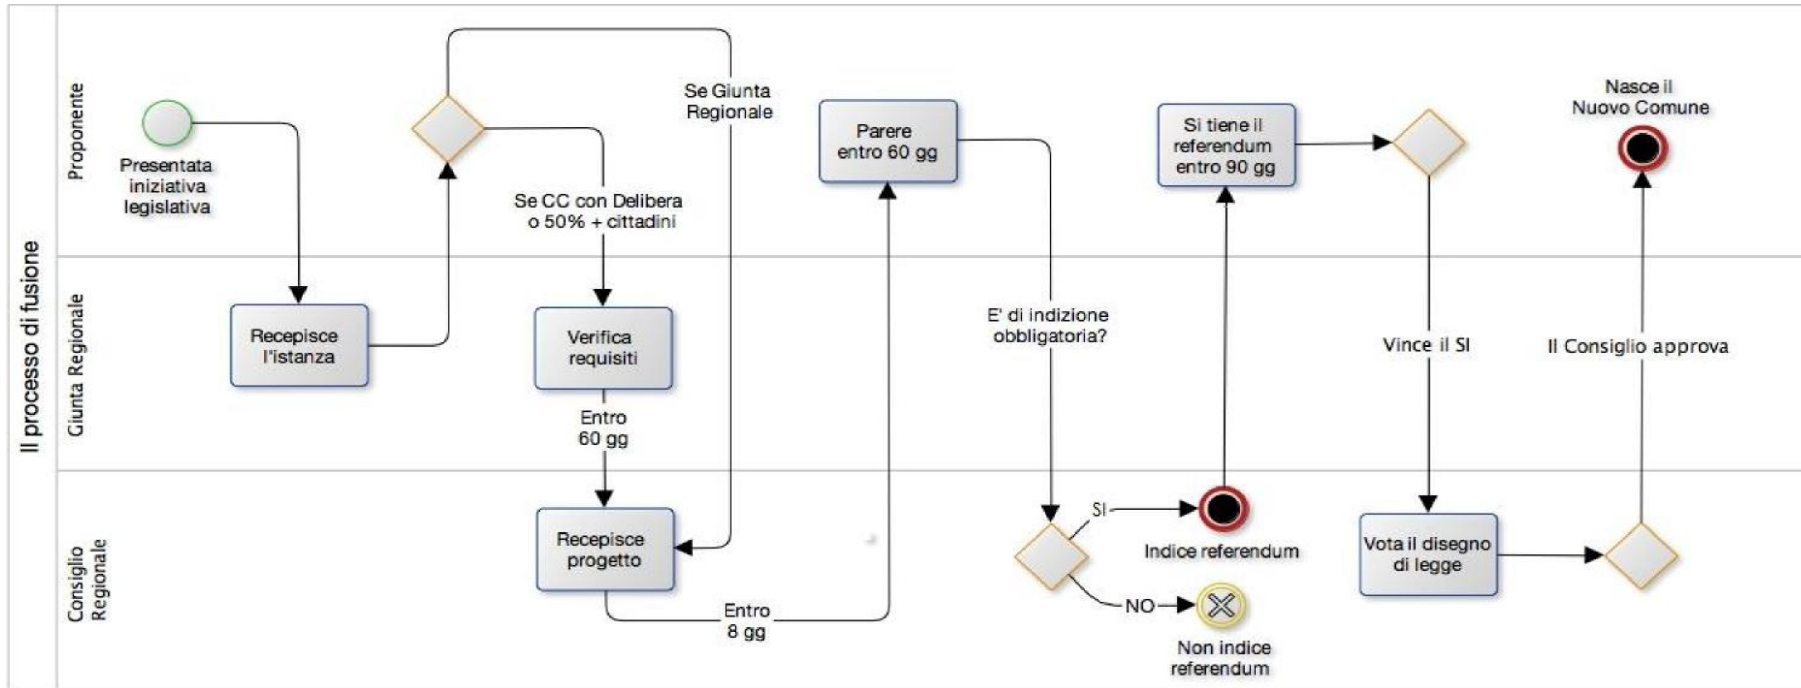 Il processo di fusione
Proponente
Presentata
iniziativa
legislativa
Se Giunta
Regionale
Se CC con Delibera
o 50% + cittadini
Parere
entro 60 gg
Si tiene il
referendum
entro 90 gg
Nasce il
Nuovo Comune
Giunta Regionale
Recepisce
l'istanza
Verifica
requisiti
Entro
60 gg
E' di indizione
obbligatoria?
Vince il SI
Il Consiglio approva
Consiglio
Regionale
Recepisce
progetto
Entro
8 gg
SI
Indice referendum
NO
Non indice
referendum
Vota il disegno
di legge